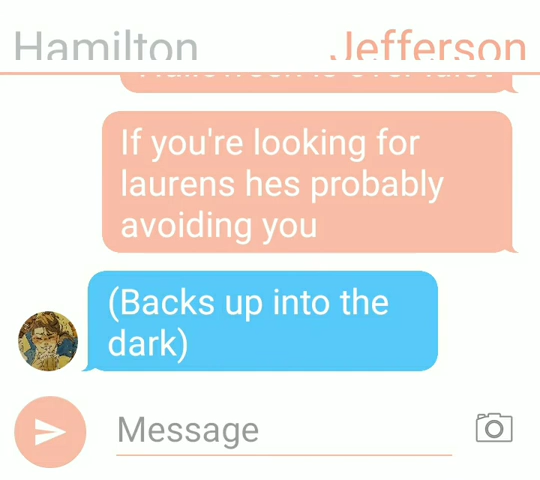 Hamilton Jefferson
If you're looking for
laurens hes probably
avoiding you
(Backs up into the
dark)
Message